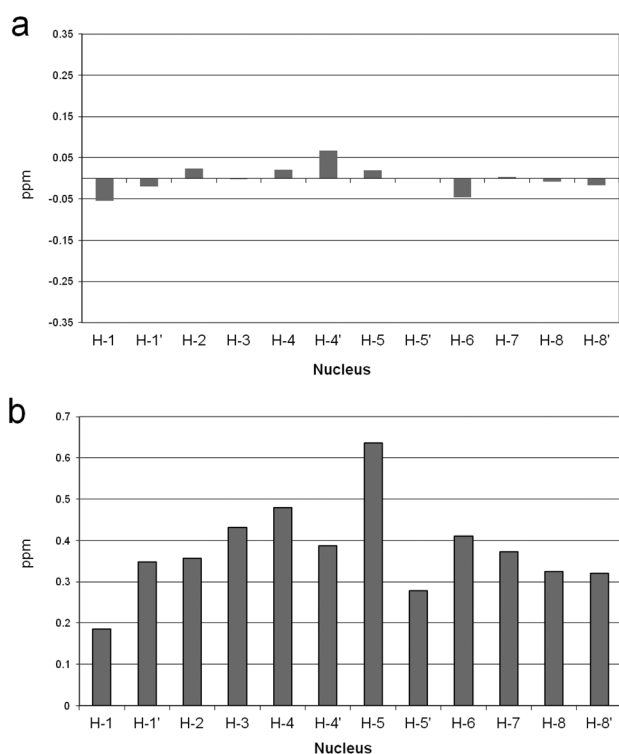 a
0.35
0.25
0.15
0.05
-0.05
-0.15
-0.25
-0.35
ppm
H-1 H-1' H-2 H-3 H-4 H-4' H-5 H-5' H-6 H-7 H-8 H-8'
Nucleus
b
0.7
0.6
0.5
0.4
0.3
0.2
0.1
0
ppm
H-1 H-1' H-2 H-3 H-4 H-4' H-5 H-5' H-6 H-7 H-8 H-8'
Nucleus